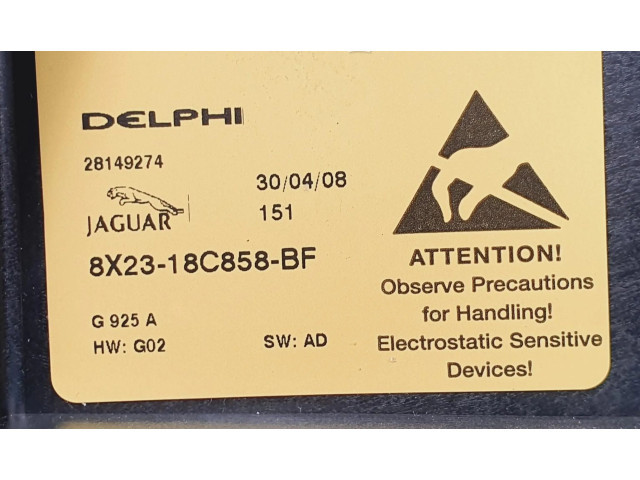 DELPHI
28149274
30/04/08
JAGUAR
151
8X23-18C858-BF
G 925 A
HW: G02
SW: AD
ATTENTION!
Observe Precautions
for Handling!
Electrostatic Sensitive
Devices!